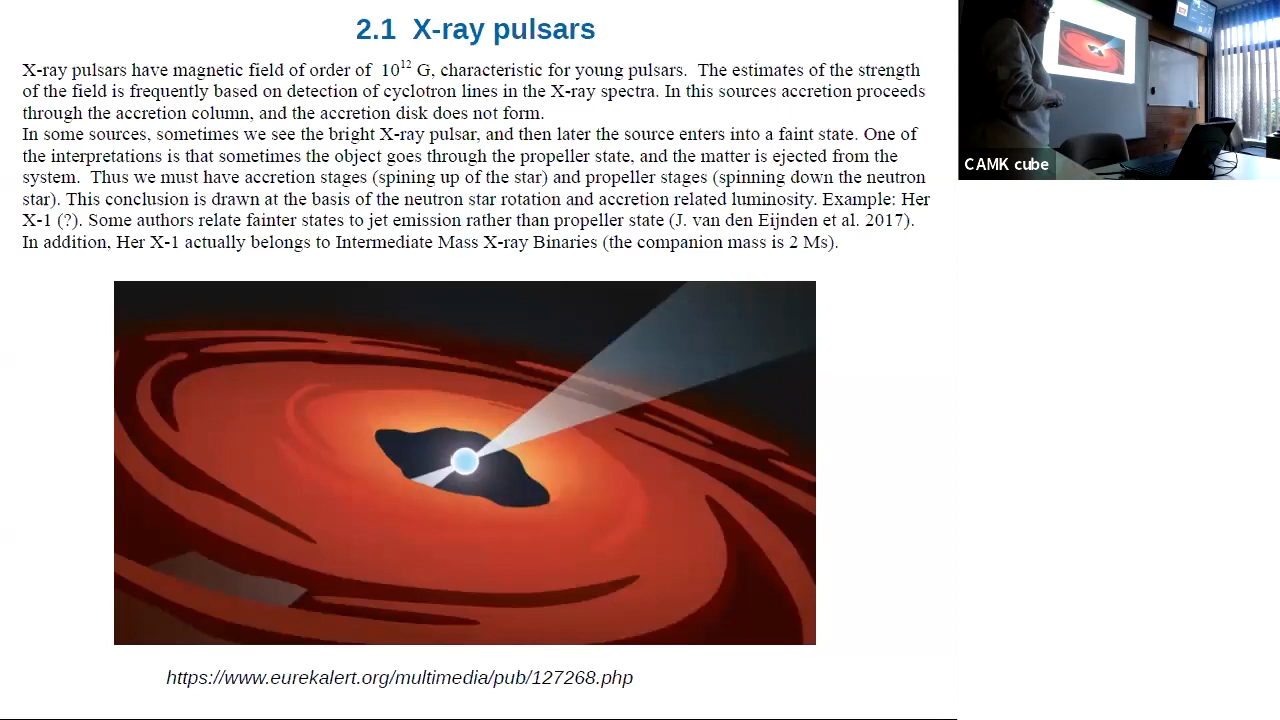 2.1 X-ray pulsars
X-ray pulsars have magnetic field of order of 10¹² G, characteristic for young pulsars. The estimates of the strength
of the field is frequently based on detection of cyclotron lines in the X-ray spectra. In this sources accretion proceeds
through the accretion column, and the accretion disk does not form.
In some sources, sometimes we see the bright X-ray pulsar, and then later the source enters into a faint state. One of
the interpretations is that sometimes the object goes through the propeller state, and the matter is ejected from the
system. Thus we must have accretion stages (spining up of the star) and propeller stages (spinning down the neutron
star). This conclusion is drawn at the basis of the neutron star rotation and accretion related luminosity. Example: Her
X-1 (?). Some authors relate fainter states to jet emission rather than propeller state (J. van den Eijnden et al. 2017).
In addition, Her X-1 actually belongs to Intermediate Mass X-ray Binaries (the companion mass is 2 Ms).
https://www.eurekalert.org/multimedia/pub/127268.php
CAMK cube